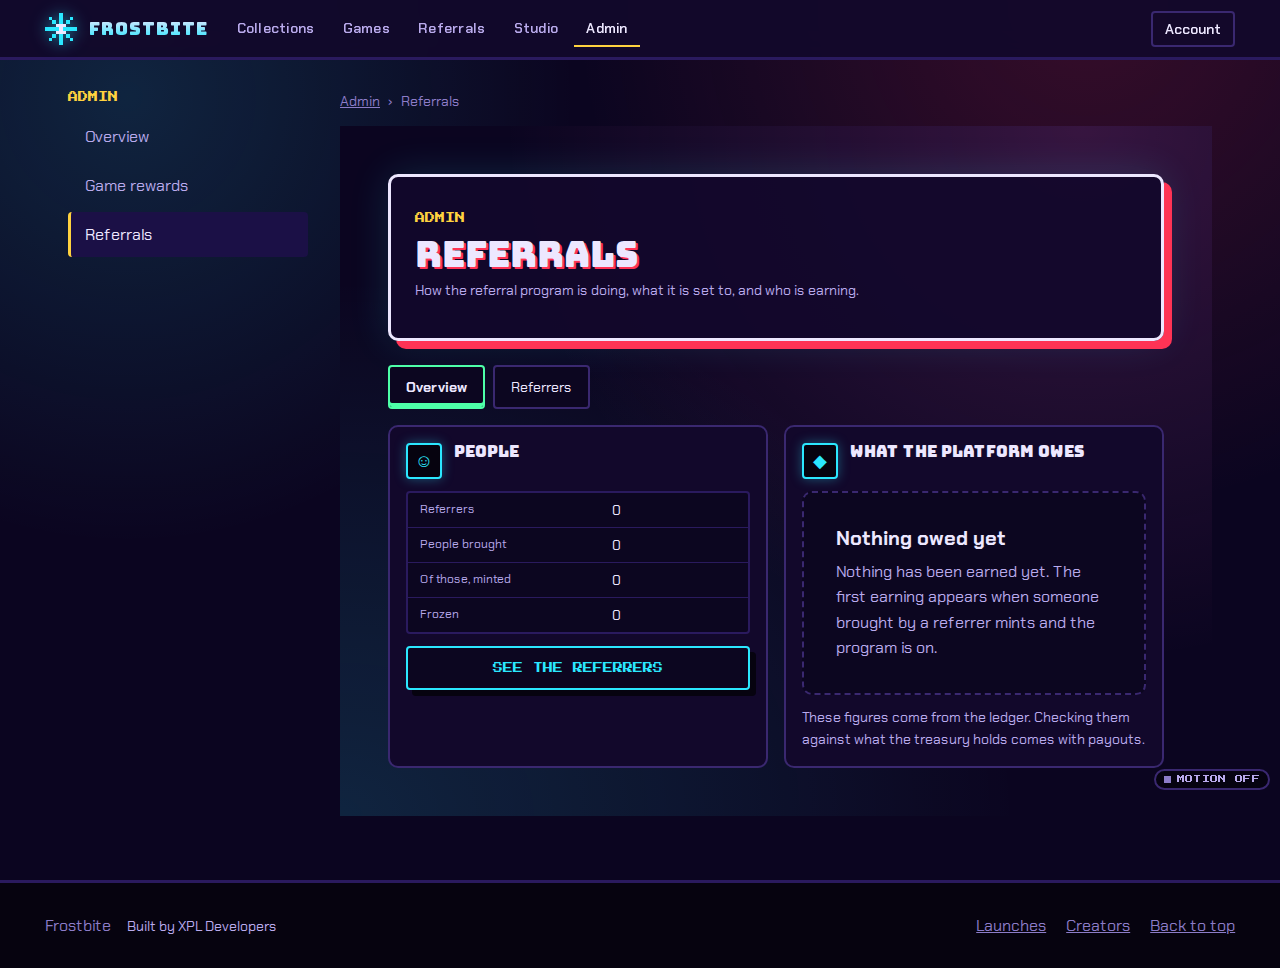 FROSTBITE
Collections
Games
Referrals
Studio
Admin
Account
ADMIN
Overview
Game rewards
Referrals
Admin › Referrals
ADMIN
REFERRALS
How the referral program is doing, what it is set to, and who is earning.
Overview
Referrers
PEOPLE
Referrers 0
People brought 0
Of those, minted 0
Frozen 0
SEE THE REFERRERS
WHAT THE PLATFORM OWES
Nothing owed yet
Nothing has been earned yet. The
first earning appears when someone
brought by a referrer mints and the
program is on.
These figures come from the ledger. Checking them
against what the treasury holds comes with payouts.
MOTION OFF
Frostbite
Built by XPL Developers
Launches
Creators
Back to top